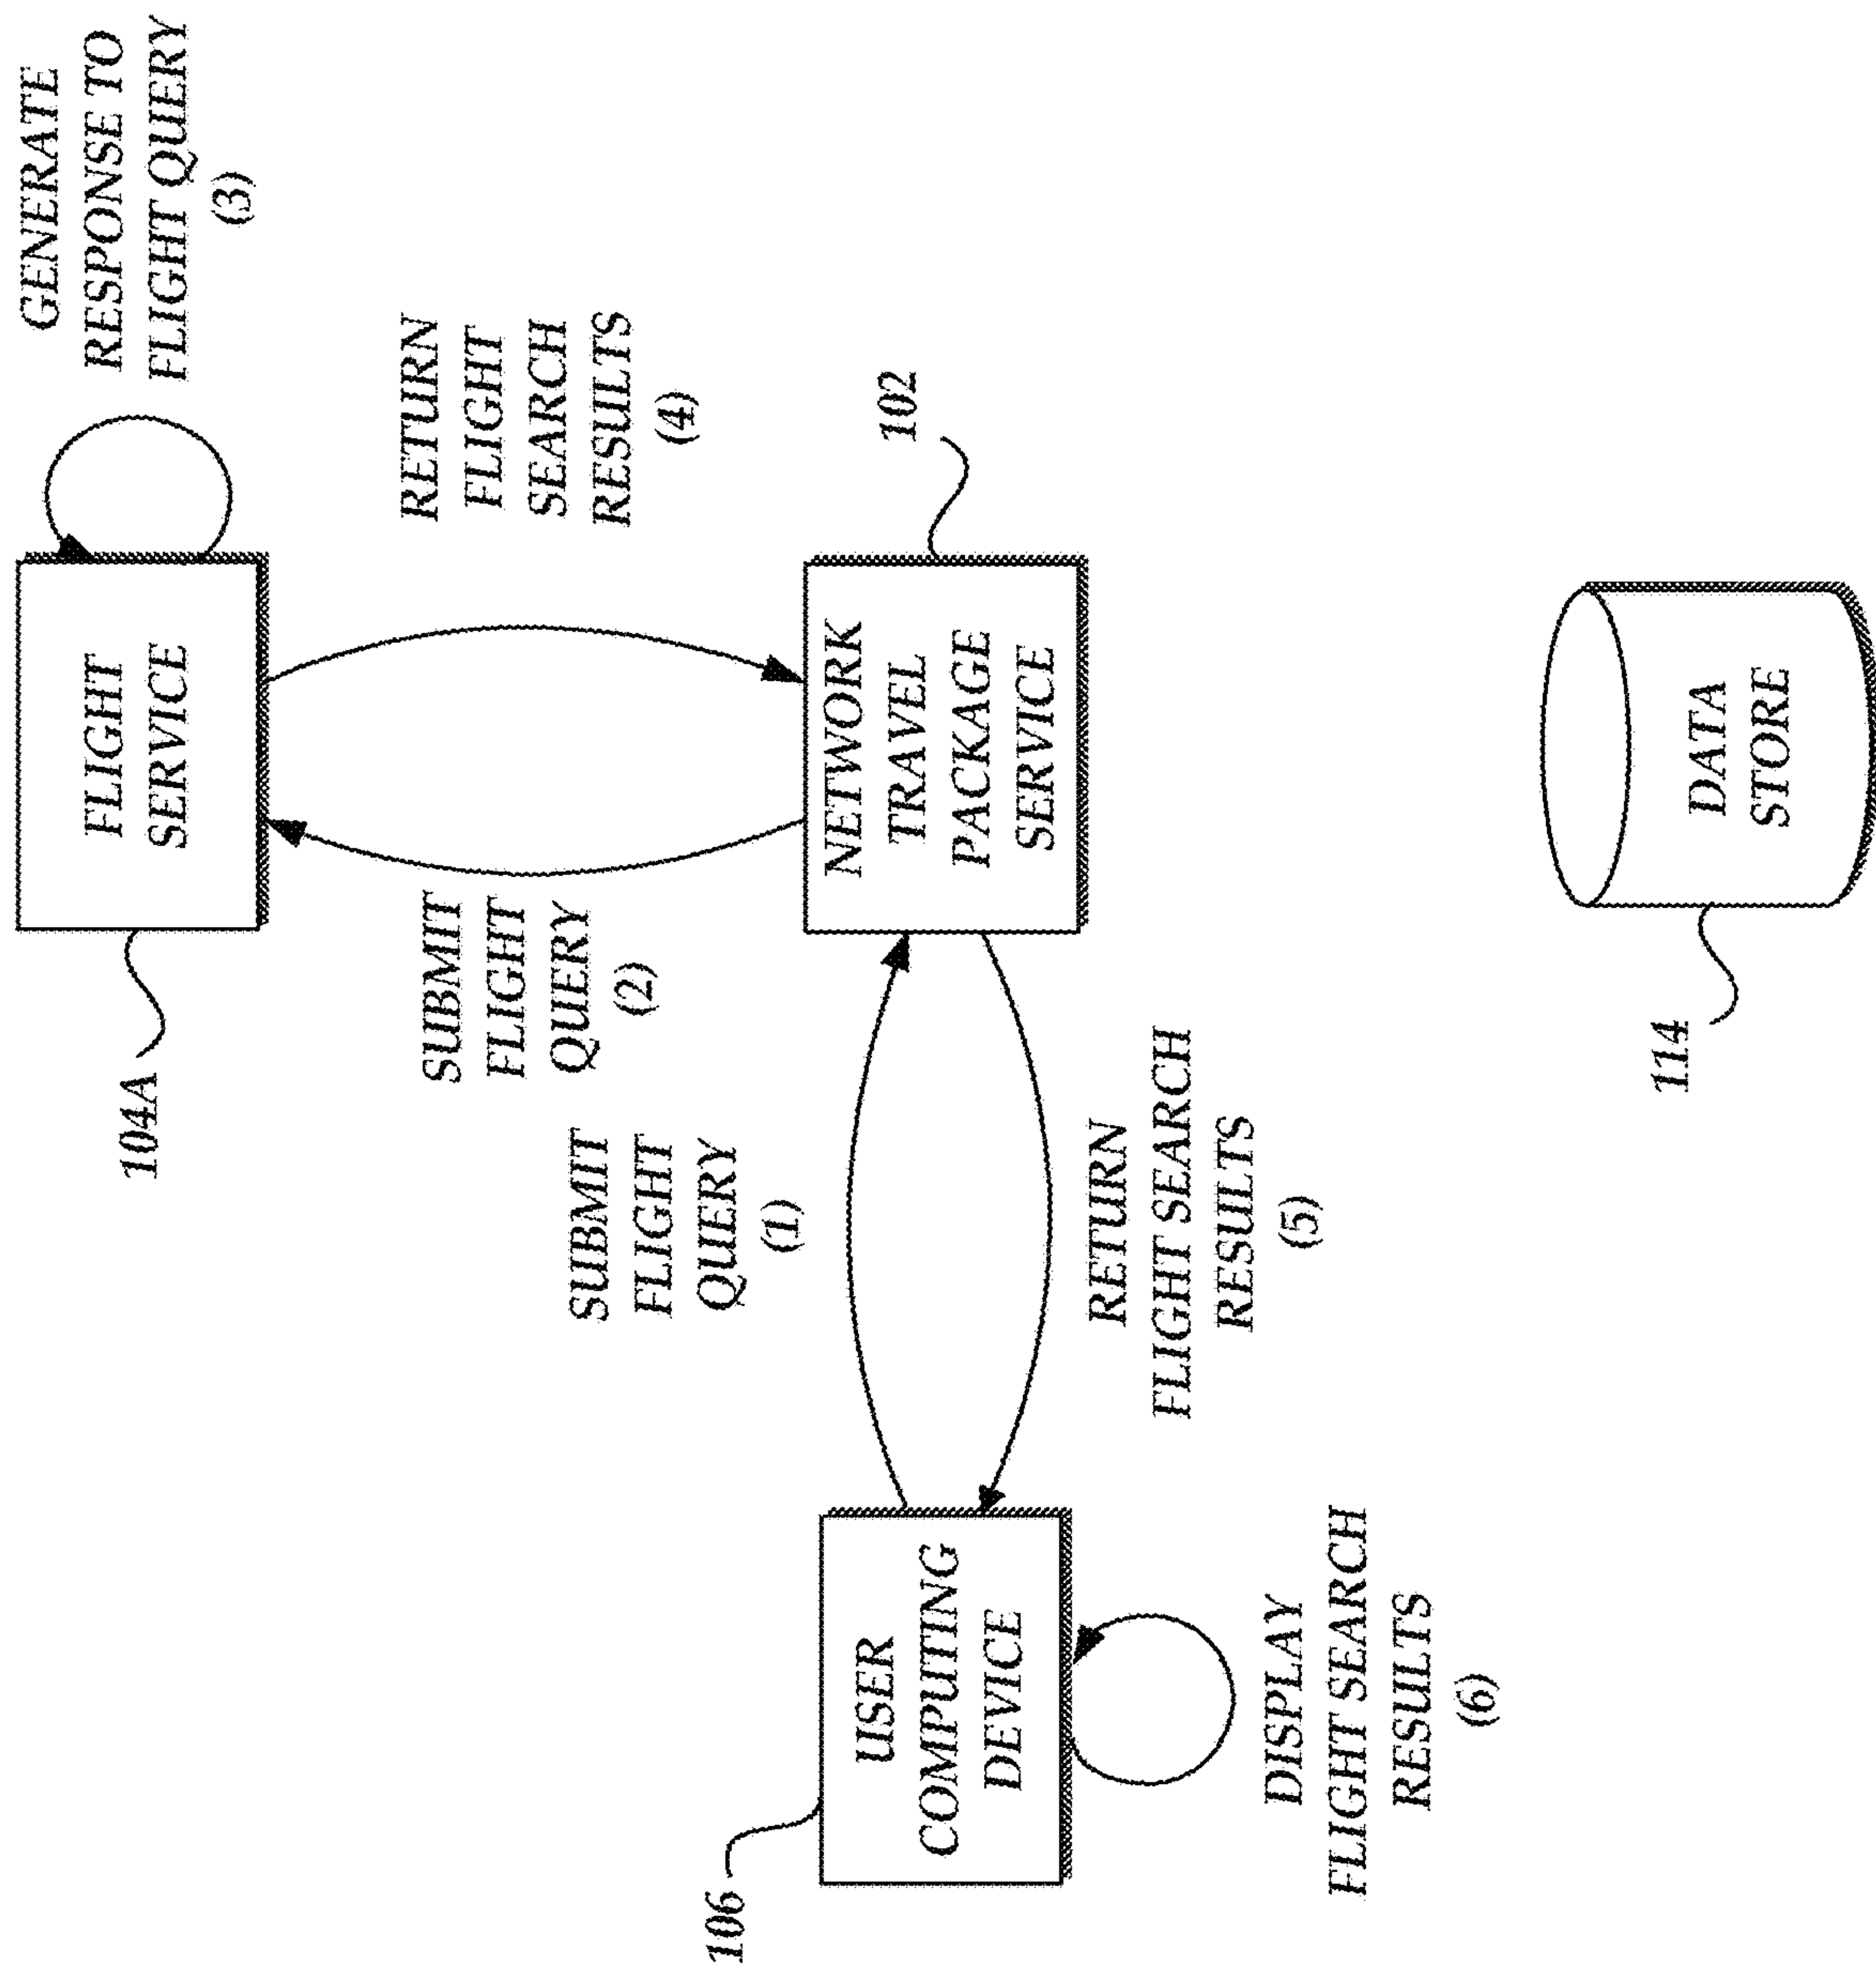 GENERATE
RESPONSE TO
FLIGHT QUERY
(3)
FLIGHT
SERVICE
104A
RETURN
FLIGHT
SEARCH
RESULTS
(4)
SUBMIT
FLIGHT
QUERY
(2)
SUBMIT
FLIGHT
QUERY
(1)
102
NETWORK
TRAVEL
PACKAGE
SERVICE
106
USER
COMPUTING
DEVICE
RETURN
FLIGHT SEARCH
RESULTS
(5)
DISPLAY
FLIGHT SEARCH
RESULTS
(6)
114
DATA
STORE